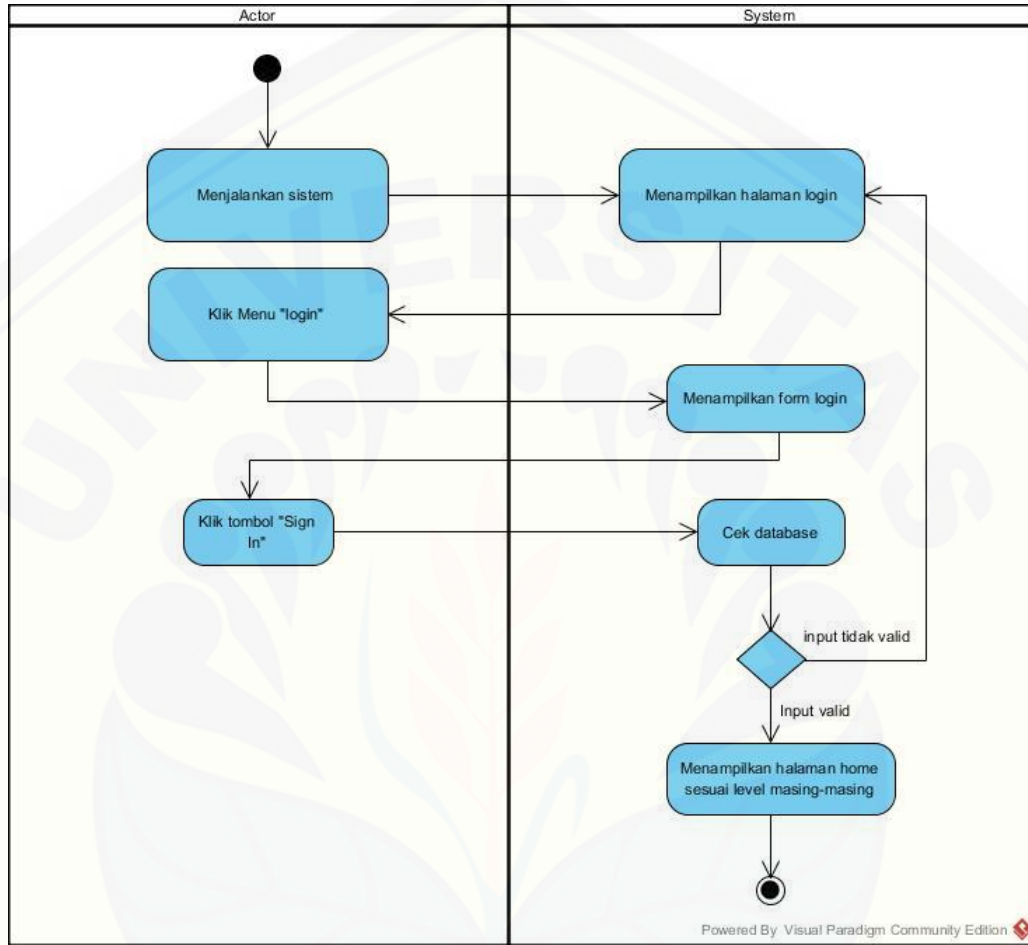 Actor
System
Menjalankan sistem
Menampilkan halaman login
Klik Menu "login"
Menampilkan form login
Klik tombol "Sign
In"
Cek database
input tidak valid
Input valid
Menampilkan halaman home
sesuai level masing-masing
Powered By Visual Paradigm Community Edition
UNIVERSITAS